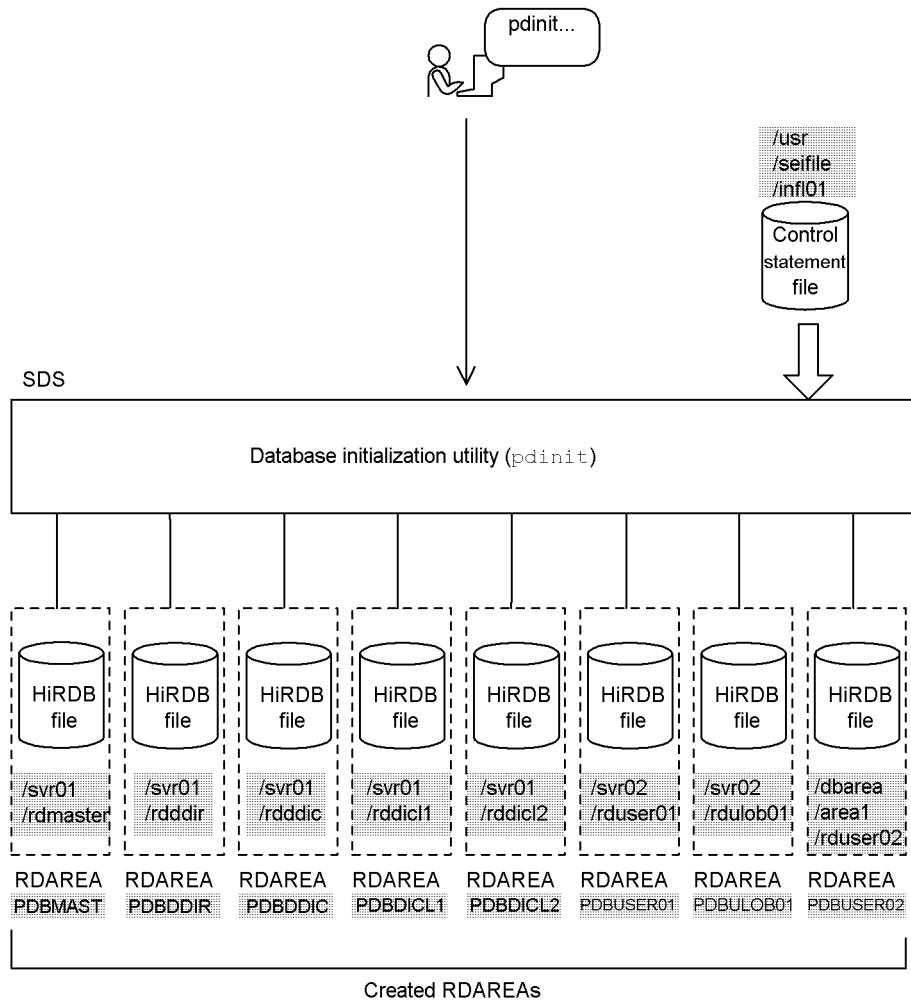 pdinit...
/usr
/seifile
/infl01
Control
statement
file
SDS
Database initialization utility (pdinit)
HiRDB
file
/svr01
/rdmaster
RDAREA
PDBMAST
HiRDB
file
/svr01
/rdddir
RDAREA
PDBDDIR
HiRDB
file
/svr01
/rdddic
RDAREA
PDBDDIC
HiRDB
file
/svr01
/rddicl1
RDAREA
PDBDICL1
HiRDB
file
/svr01
/rddicl2
RDAREA
PDBDICL2
HiRDB
file
/svr02
/rduser01
RDAREA
PDBUSER01
HiRDB
file
/svr02
/rdulob01
RDAREA
PDBULOB01
HiRDB
file
/dbarea
/area1
/rduser02
RDAREA
PDBUSER02
Created RDAREAs